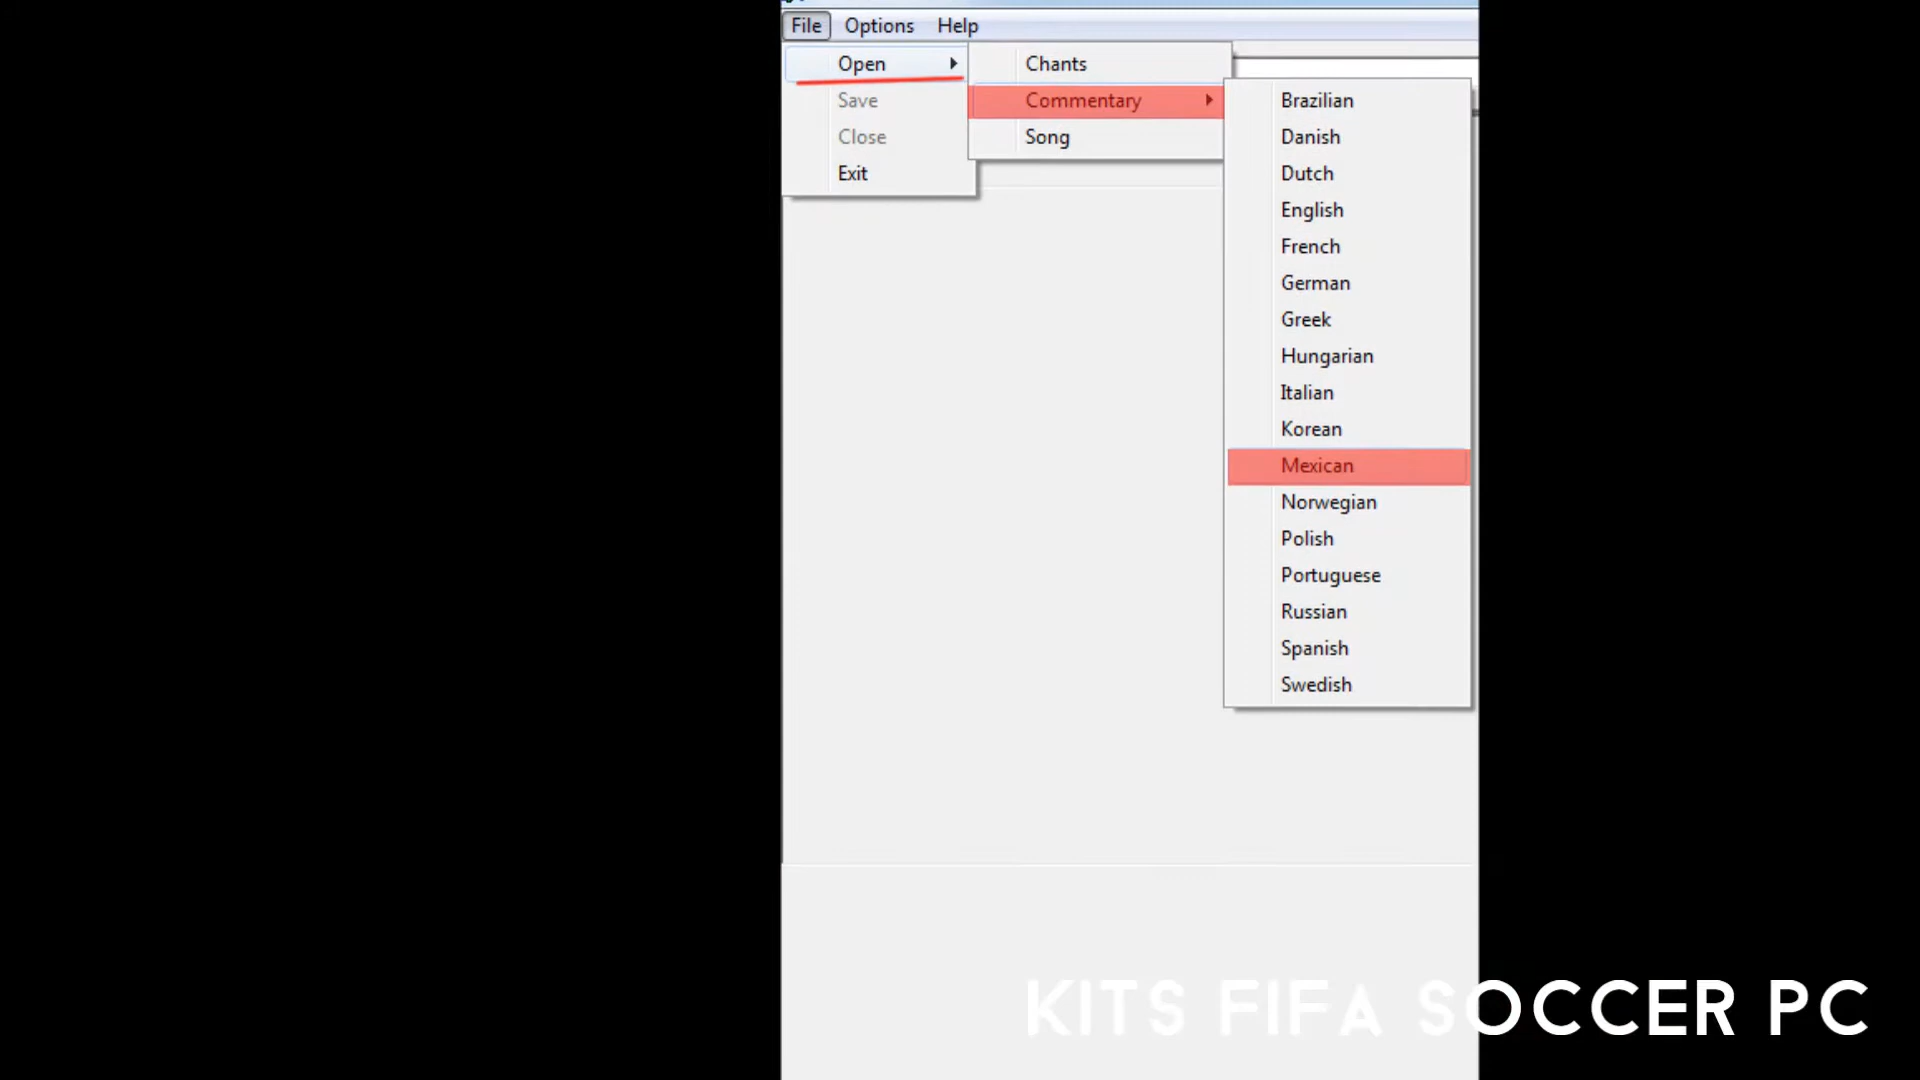 File Options Help
Open
Save
Close
Exit
Chants
Commentary
Song
Brazilian
Danish
Dutch
English
French
German
Greek
Hungarian
Italian
Korean
Mexican
Norwegian
Polish
Portuguese
Russian
Spanish
Swedish
KITS FIFA SOCCER PC